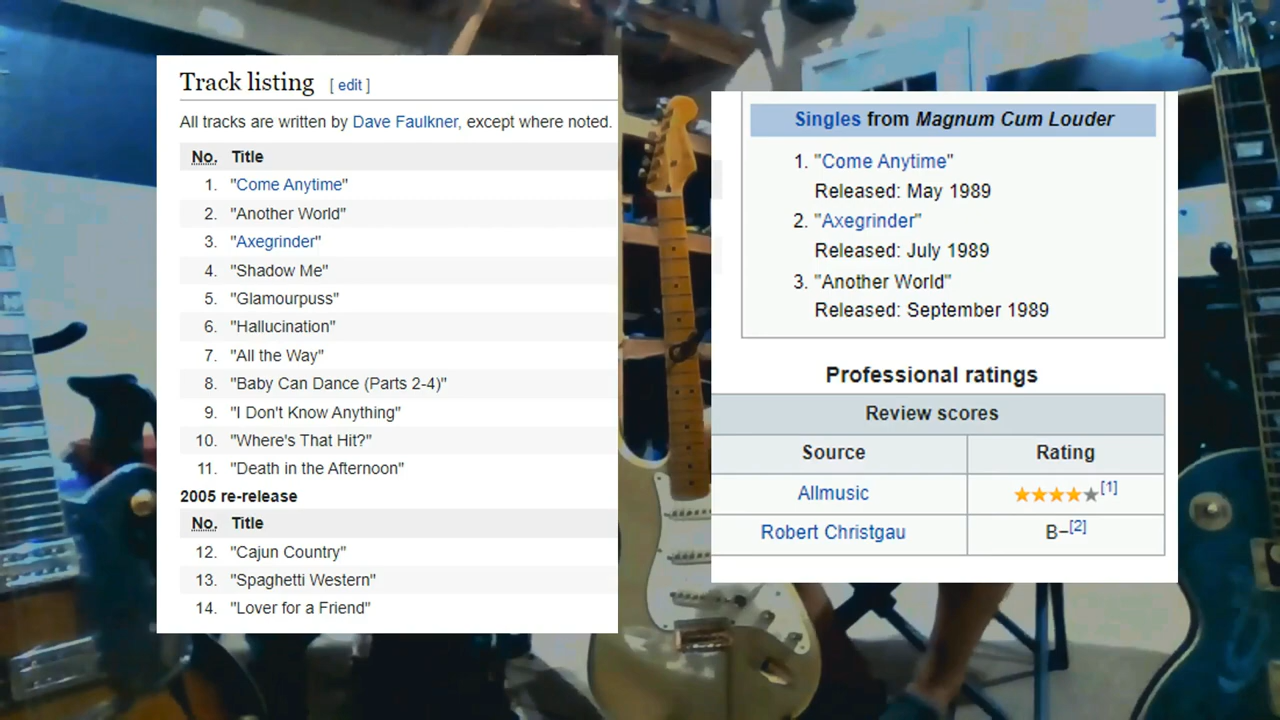 Track listing [ edit ]
All tracks are written by Dave Faulkner, except where noted.
No. Title
1. "Come Anytime"
2. "Another World"
3. "Axegrinder"
4. "Shadow Me"
5. "Glamourpuss"
6. "Hallucination"
7. "All the Way"
8. "Baby Can Dance (Parts 2-4)"
9. "I Don't Know Anything"
10. "Where's That Hit?"
11. "Death in the Afternoon"
2005 re-release
No. Title
12. "Cajun Country"
13. "Spaghetti Western"
14. "Lover for a Friend"
Singles from Magnum Cum Louder
1. "Come Anytime"
Released: May 1989
2. "Axegrinder"
Released: July 1989
3. "Another World"
Released: September 1989
Professional ratings
Review scores
Source Rating
Allmusic ★★★★★[1]
Robert Christgau B−[2]